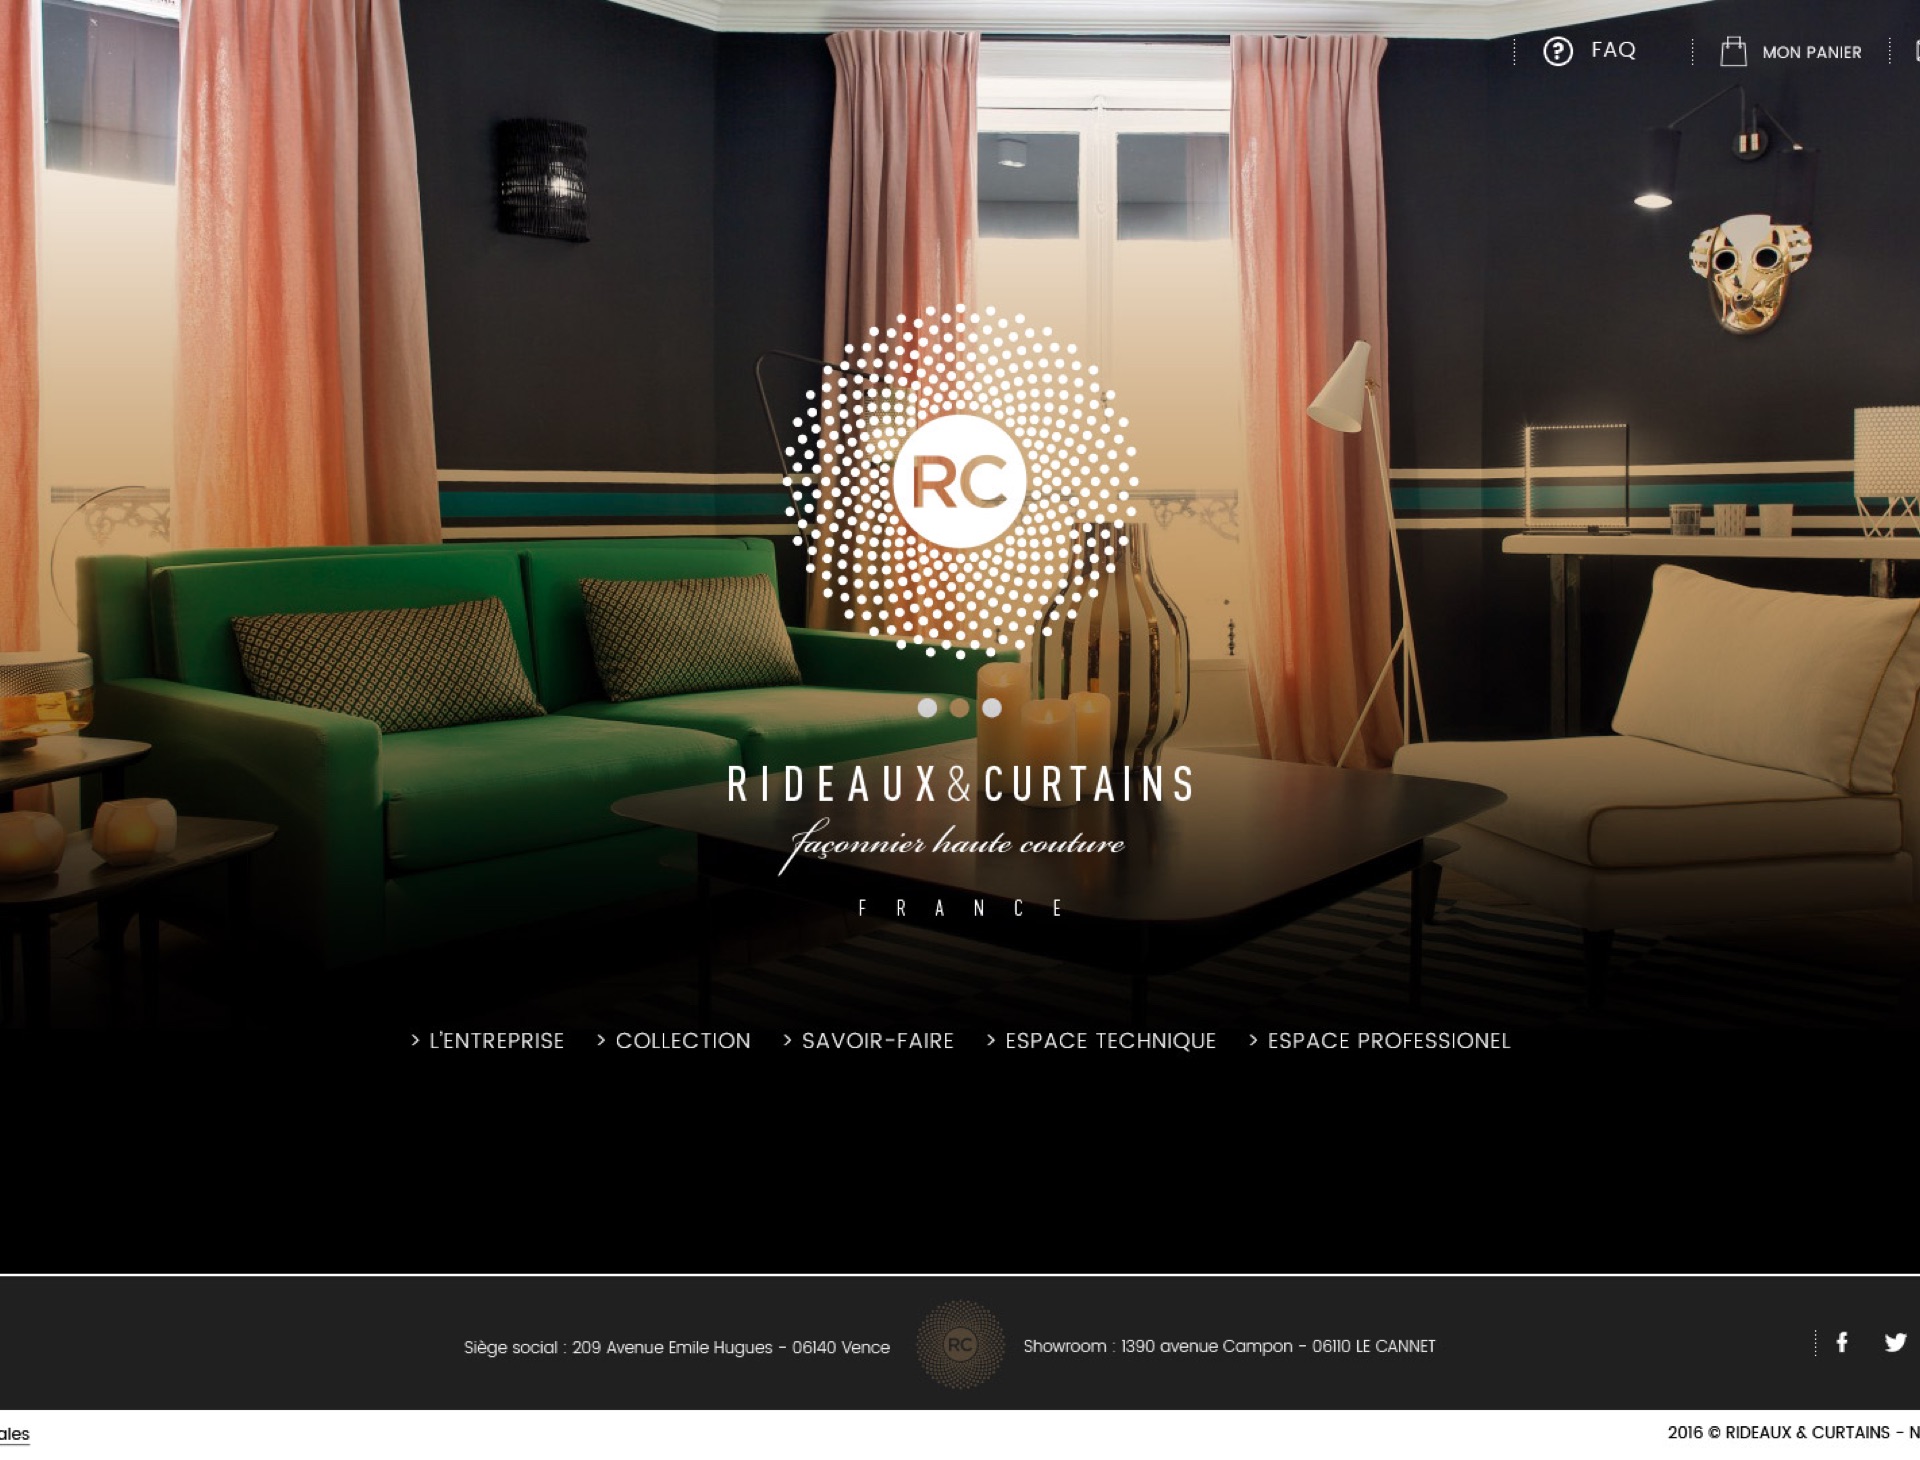 FAQ
MON PANIER
RC
RIDEAUX&CURTAINS
façonnier haute couture
FRANCE
> L'ENTREPRISE > COLLECTION > SAVOIR-FAIRE > ESPACE TECHNIQUE > ESPACE PROFESSIONEL
Siège social : 209 Avenue Emile Hugues - 06140 Vence
RC
Showroom : 1390 avenue Campon - 06110 LE CANNET
ales
2016 © RIDEAUX & CURTAINS - N